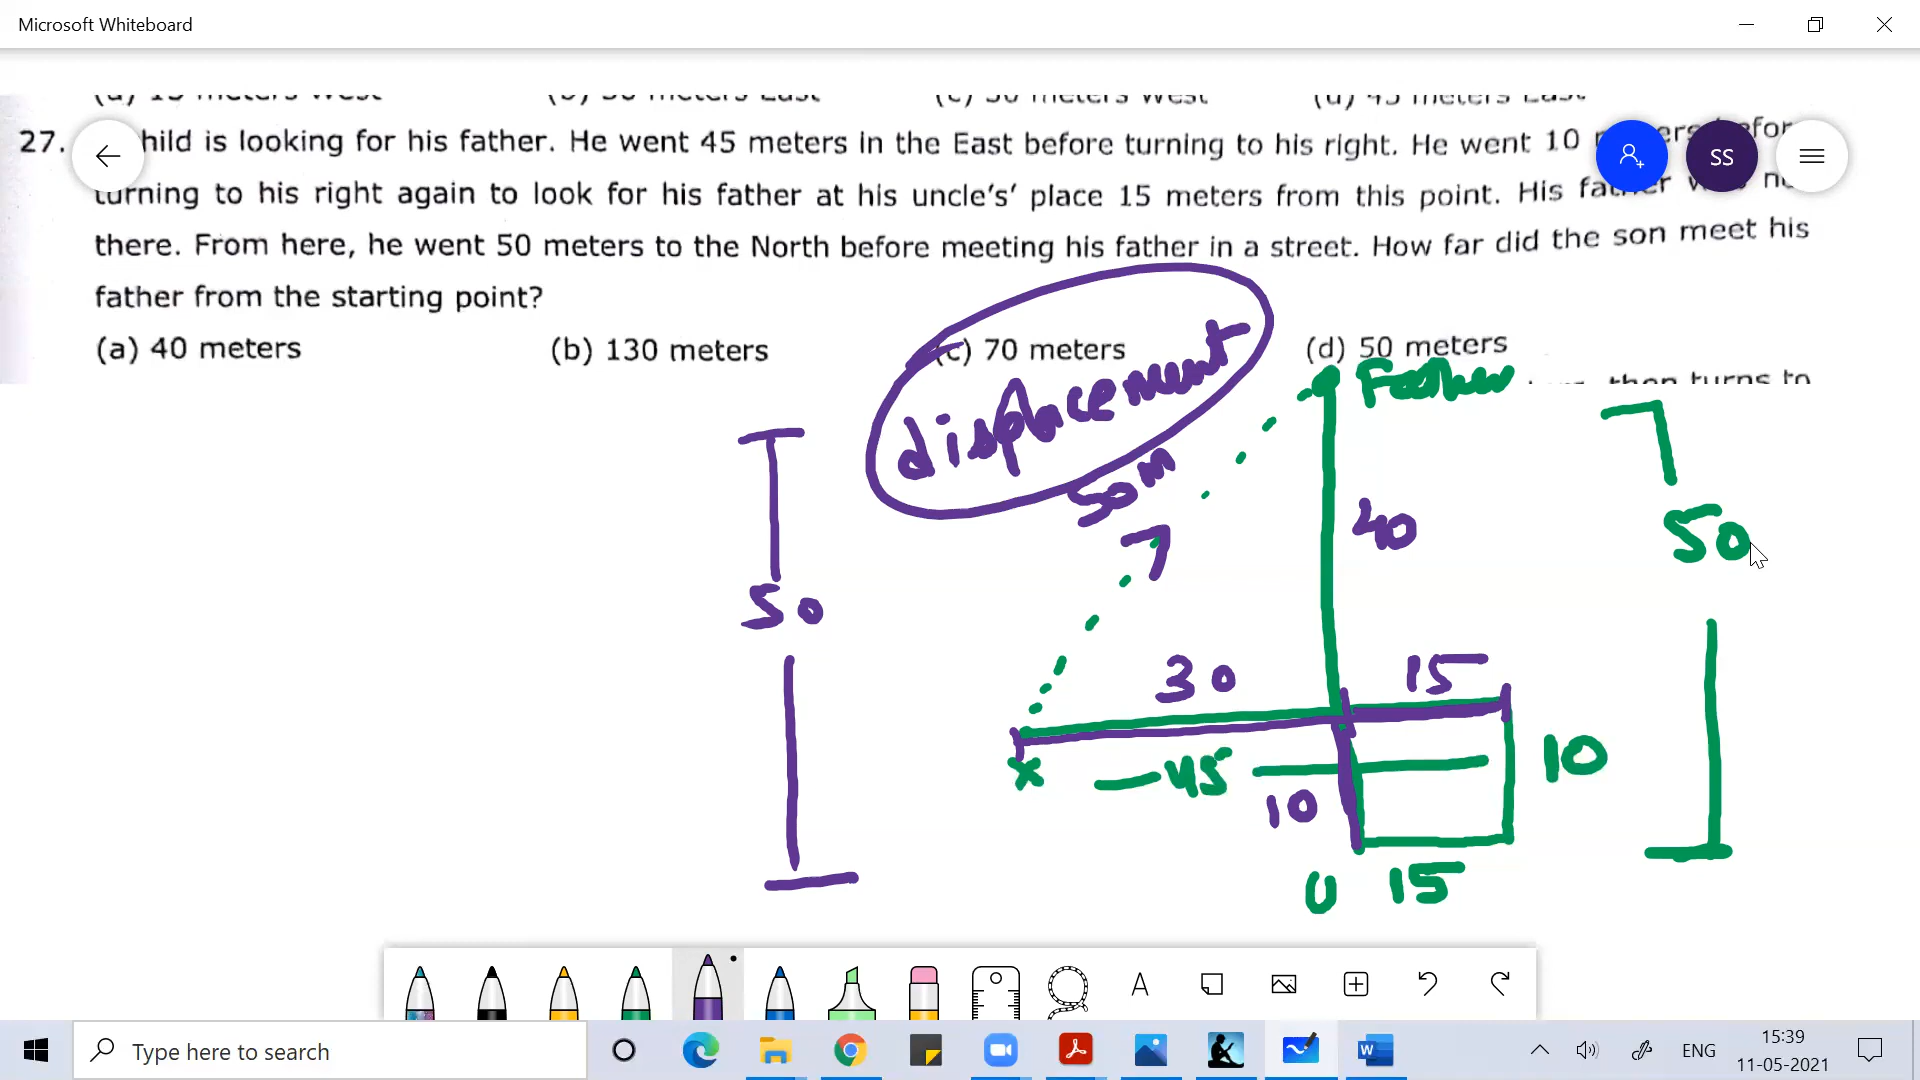 Microsoft Whiteboard
27. hild is looking for his father. He went 45 meters in the East before turning to his right. He went 10
turning to his right again to look for his father at his uncle's' place 15 meters from this point. His father
there. From here, he went 50 meters to the North before meeting his father in a street. How far did the son meet his
father from the starting point?
(a) 40 meters (b) 130 meters (c) 70 meters (d) 50 meters
then turns to
SS
displacement
Father
50 m
7
40
50
50
30
15
x
45
10
10
U
15
Type here to search
ENG
15:39
11-05-2021